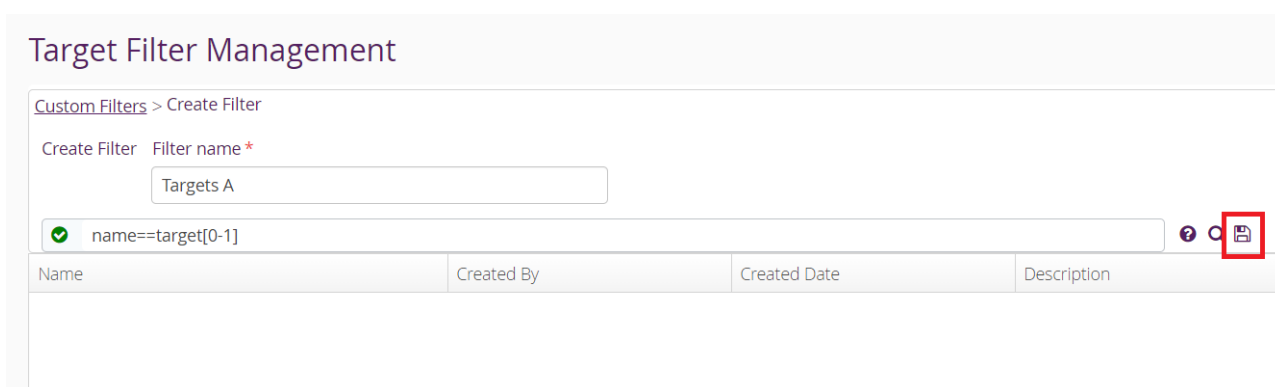 Target Filter Management
Custom Filters > Create Filter
Create Filter Filter name *
Targets A
name==target[0-1]
Name Created By Created Date Description